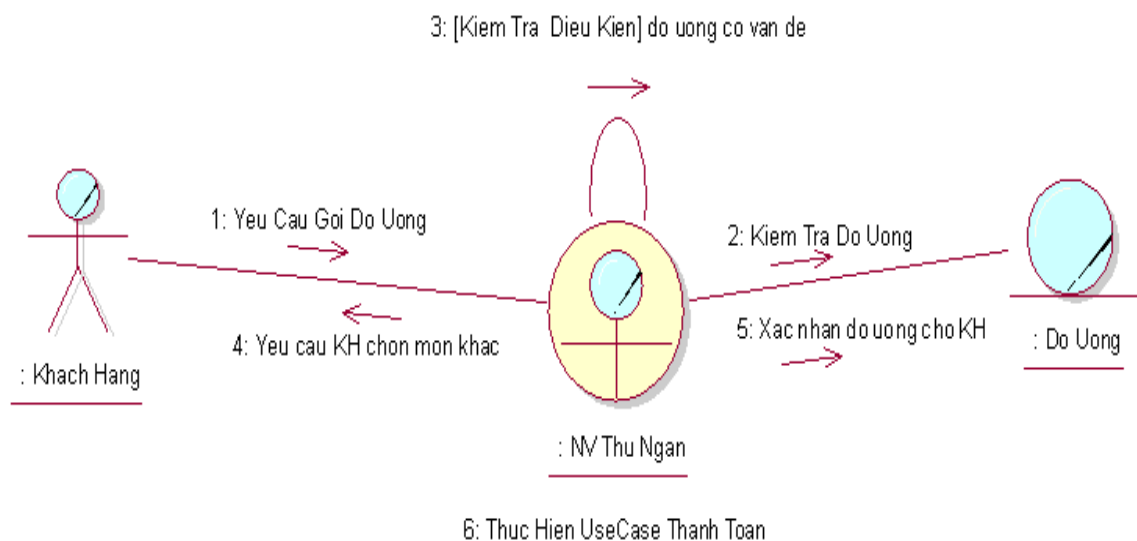 3: [Kiem Tra Dieu Kien] do uong co van de
1: Yeu Cau Goi Do Uong
2: Kiem Tra Do Uong
4: Yeu cau KH chon mon khac
5: Xac nhan do uong cho KH
: Khach Hang
: Do Uong
: NV Thu Ngan
6: Thuc Hien UseCase Thanh Toan